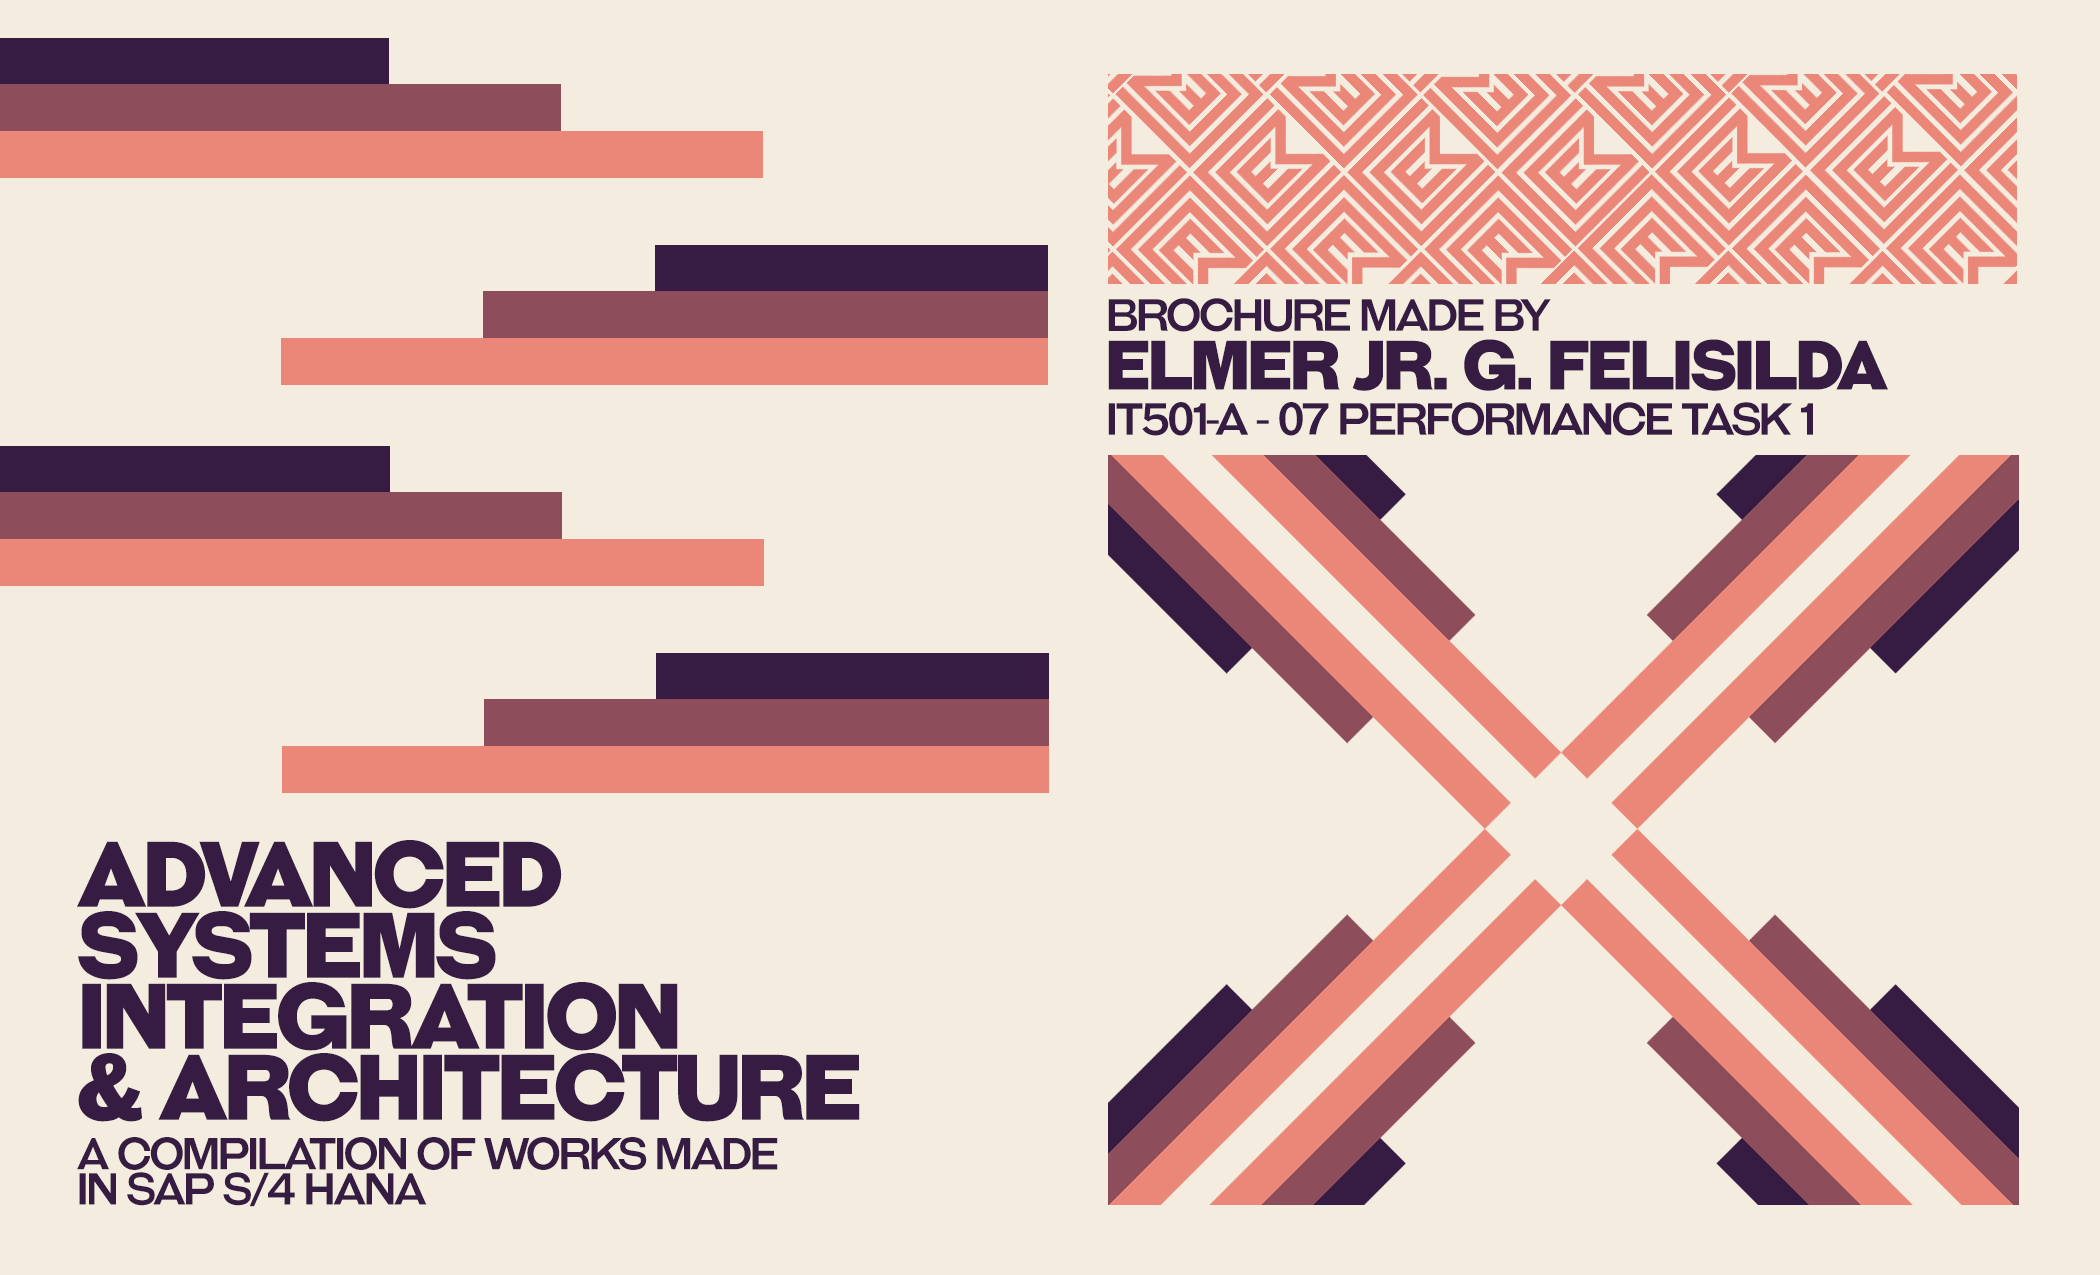 ADVANCED
SYSTEMS
INTEGRATION
& ARCHITECTURE
A COMPILATION OF WORKS MADE
IN SAP S/4 HANA
BROCHURE MADE BY
ELMER JR. G. FELISILDA
IT501-A - 07 PERFORMANCE TASK 1